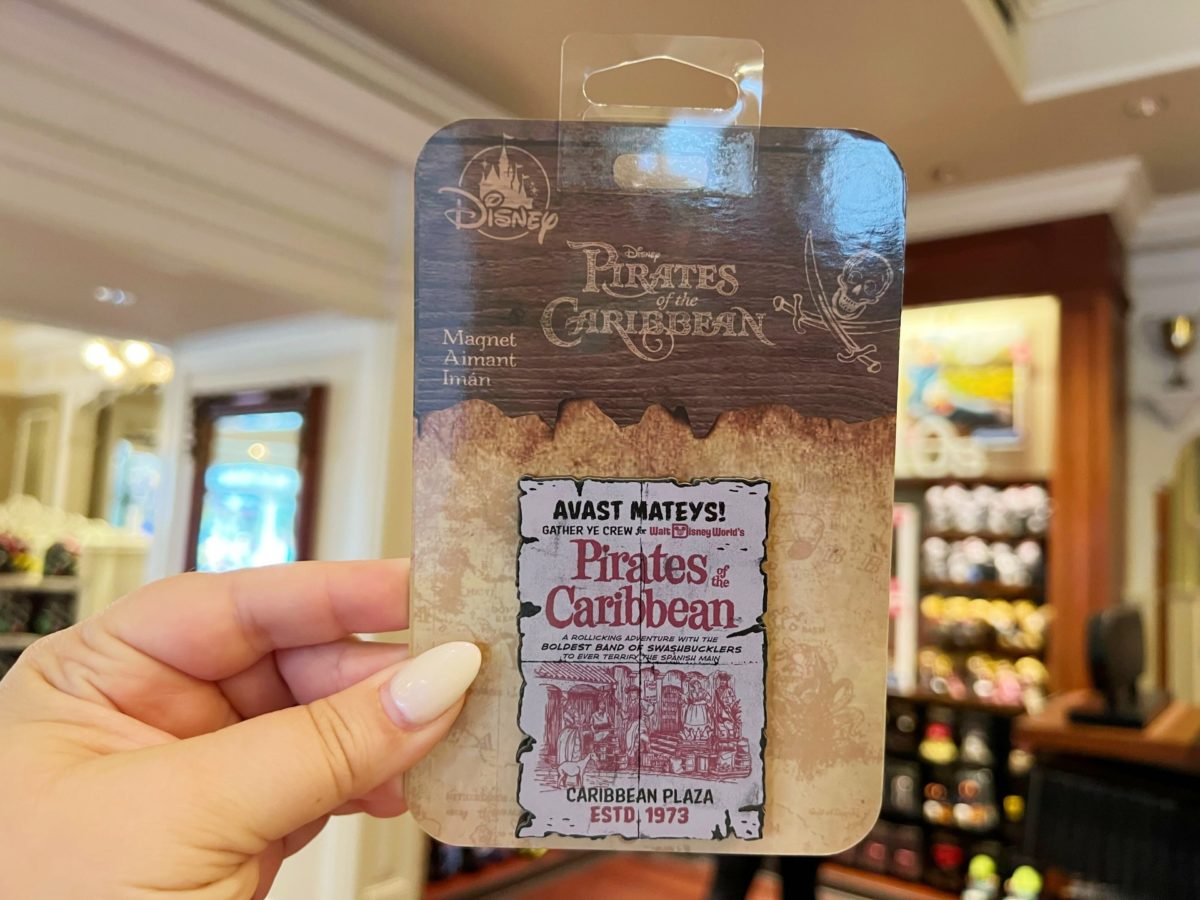 Disney
Disney
PIRATES
of the
CARIBBEAN
Magnet
Aimant
Imán
AVAST MATEYS!
GATHER YE CREW for Walt Disney World's
Pirates of the
Caribbean
A ROLLICKING ADVENTURE WITH THE
BOLDEST BAND OF SWASHBUCKLERS
TO EVER TERRIFY THE SPANISH MAIN
CARIBBEAN PLAZA
ESTD. 1973